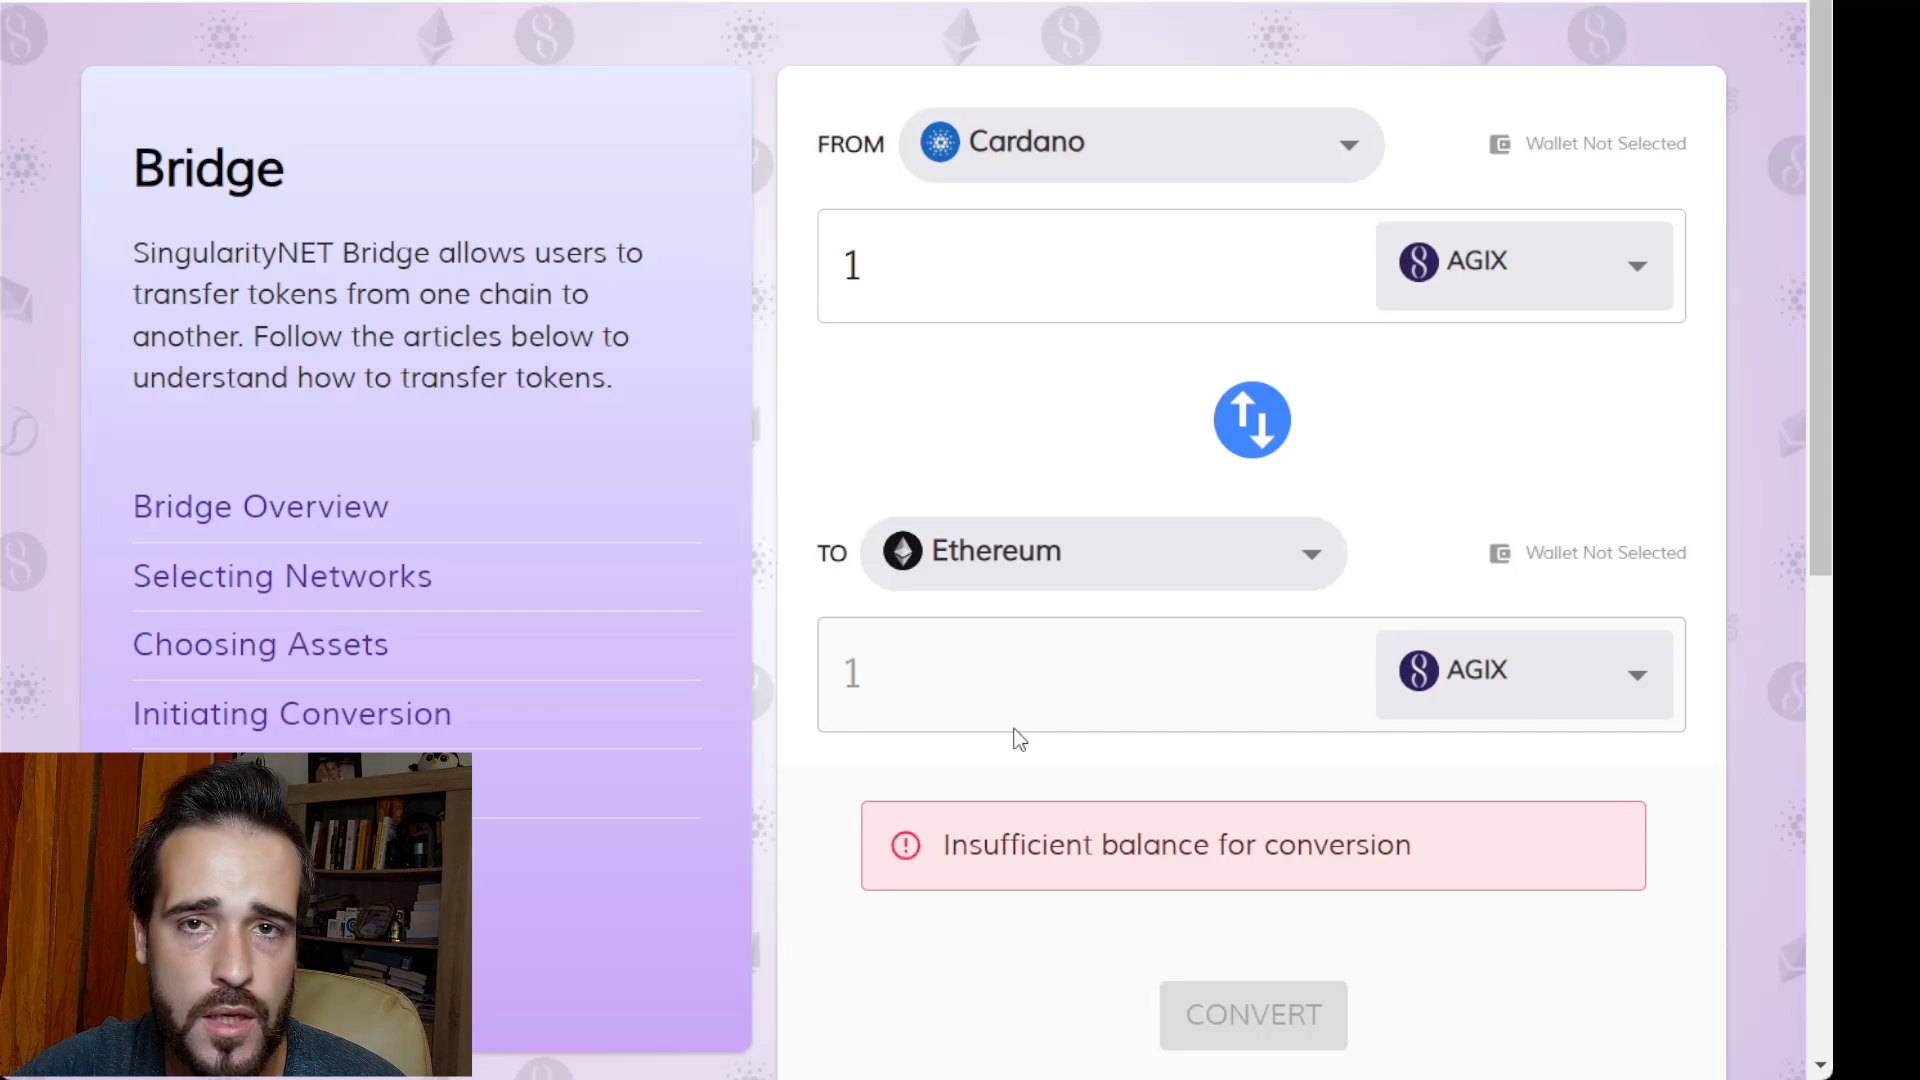 Bridge
SingularityNET Bridge allows users to
transfer tokens from one chain to
another. Follow the articles below to
understand how to transfer tokens.
Bridge Overview
Selecting Networks
Choosing Assets
Initiating Conversion
FROM Cardano Wallet Not Selected
1 AGIX
TO Ethereum Wallet Not Selected
1 AGIX
Insufficient balance for conversion
CONVERT